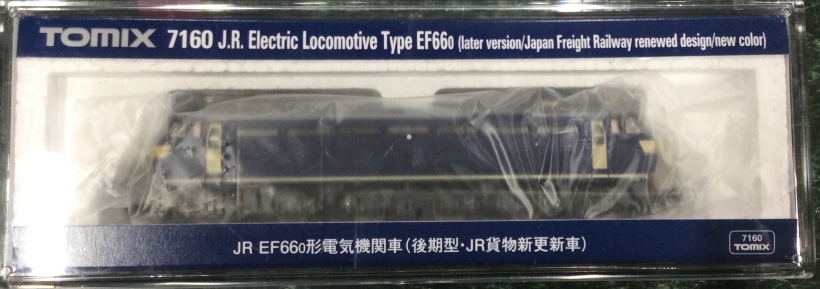 TOMIX 7160 J.R. Electric Locomotive Type EF660 (later version/Japan Freight Railway renewed design/new color)
JR EF660形電気機関車(後期型・JR貨物新更新車)
7160
TOMIX